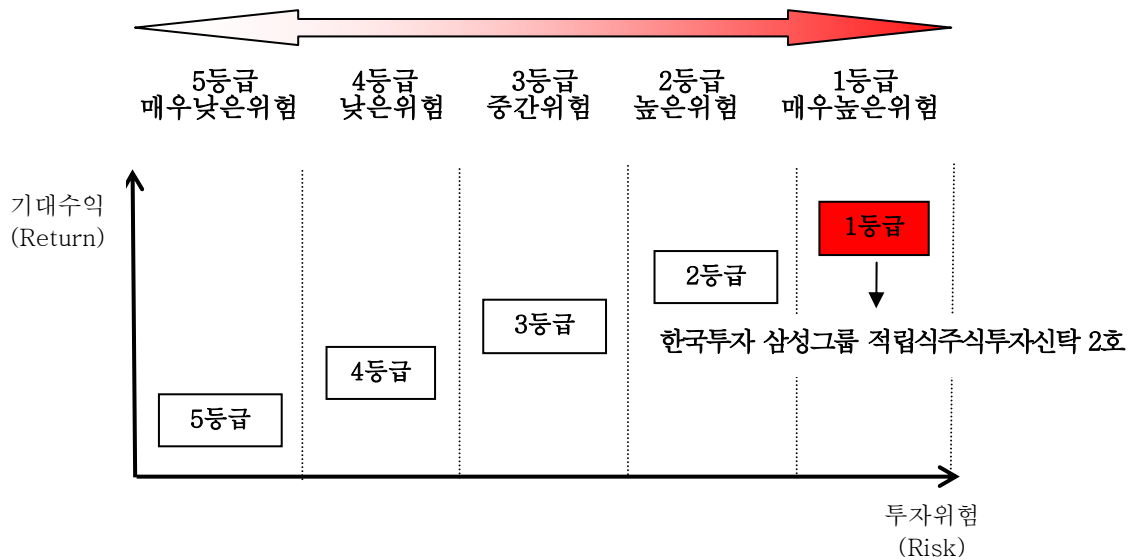 5등급 4등급 3등급 2등급 1등급
매우낮은위험 낮은위험 중간위험 높은위험 매우높은위험
기대수익
(Return)
1등급
2등급
3등급
한국투자 삼성그룹 적립식주식투자신탁 2호
4등급
5등급
투자위험
(Risk)